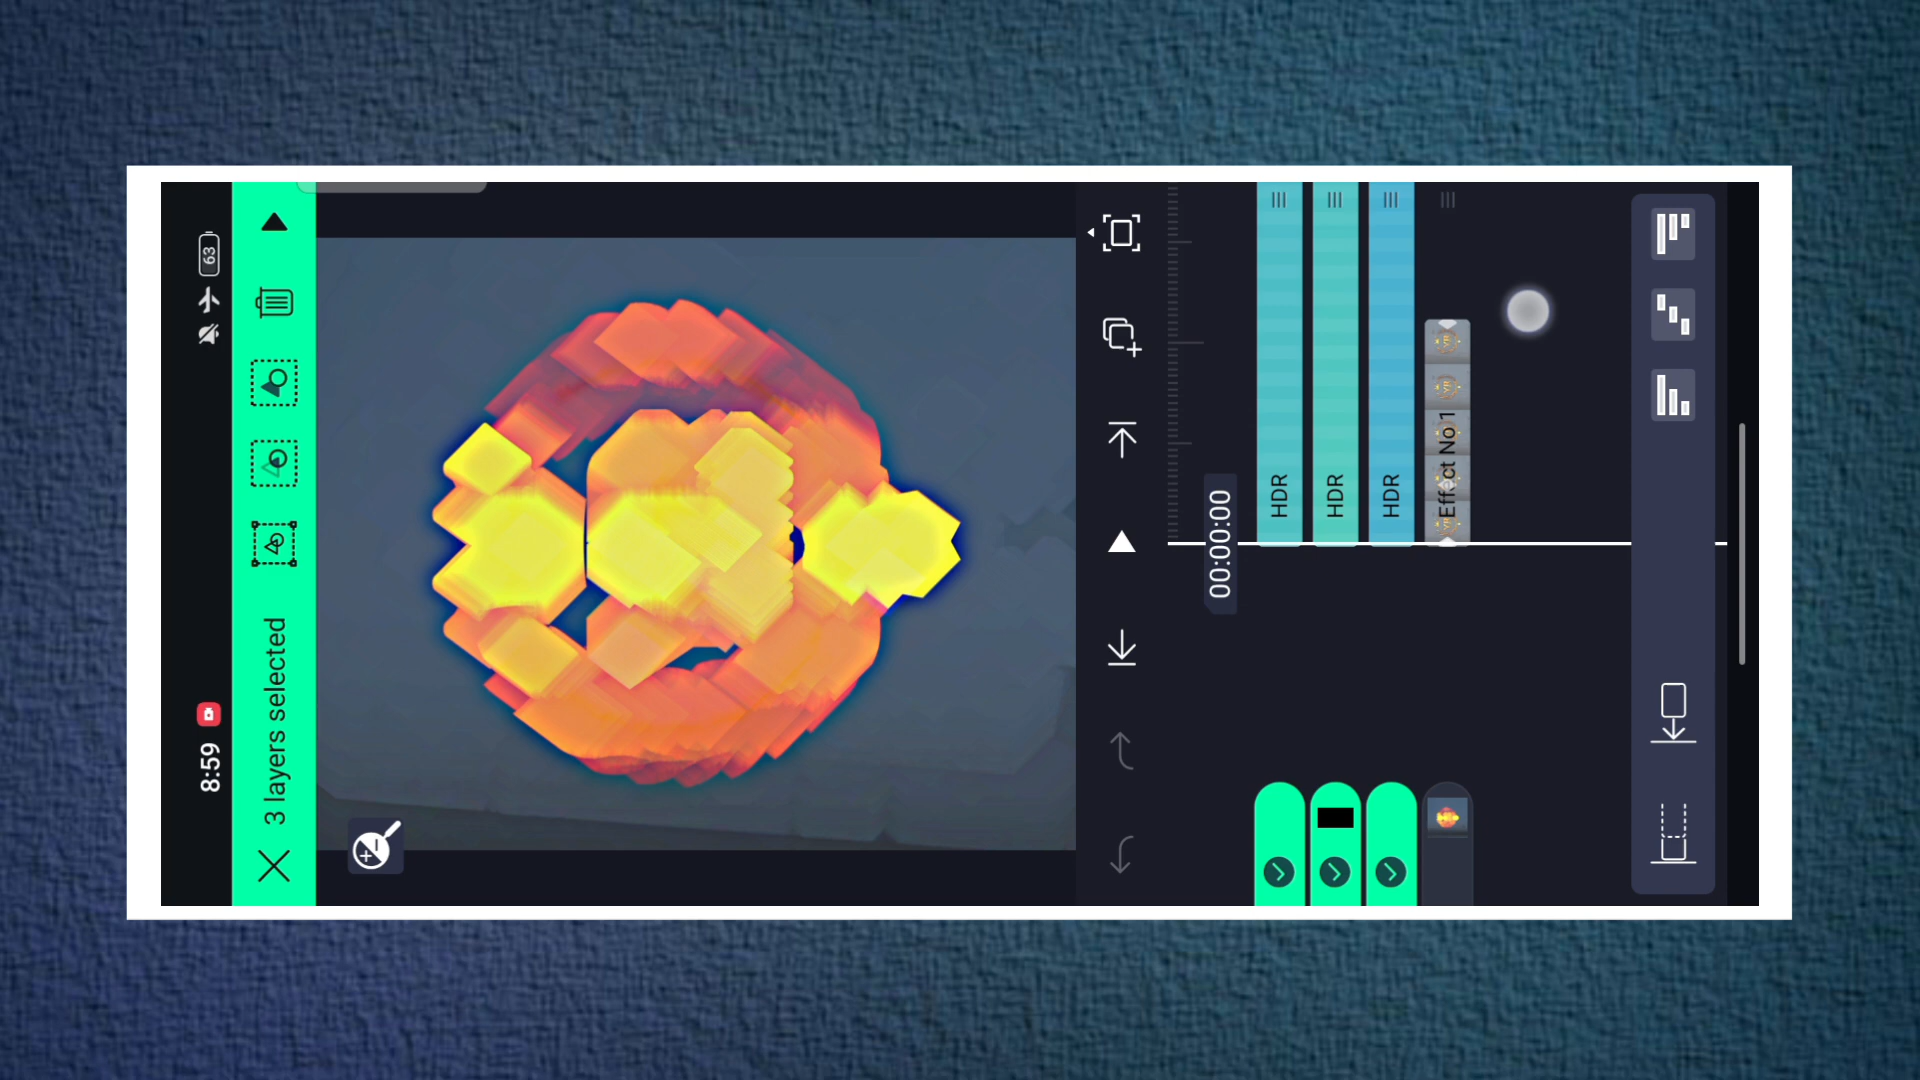 8:59
63
3 layers selected
00:00:00
HDR
HDR
HDR
Effect No 1